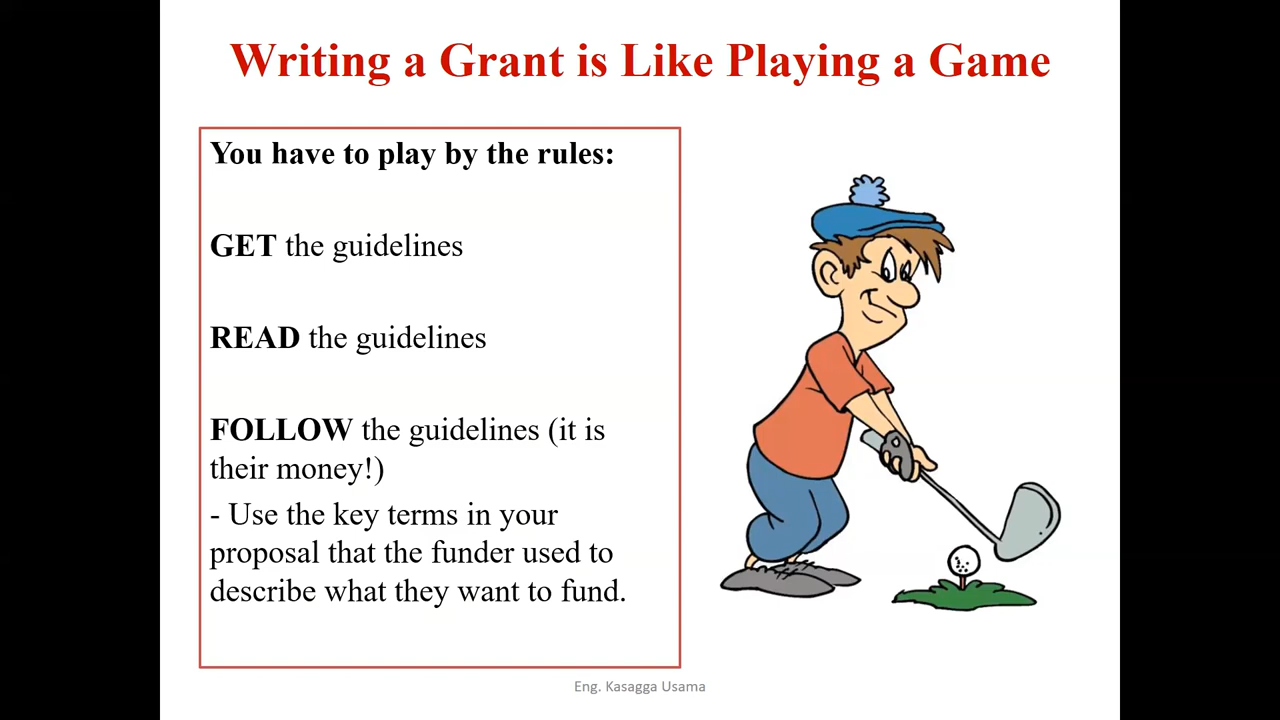 Writing a Grant is Like Playing a Game
You have to play by the rules:
GET the guidelines
READ the guidelines
FOLLOW the guidelines (it is
their money!)
- Use the key terms in your
proposal that the funder used to
describe what they want to fund.
Eng. Kasagga Usama